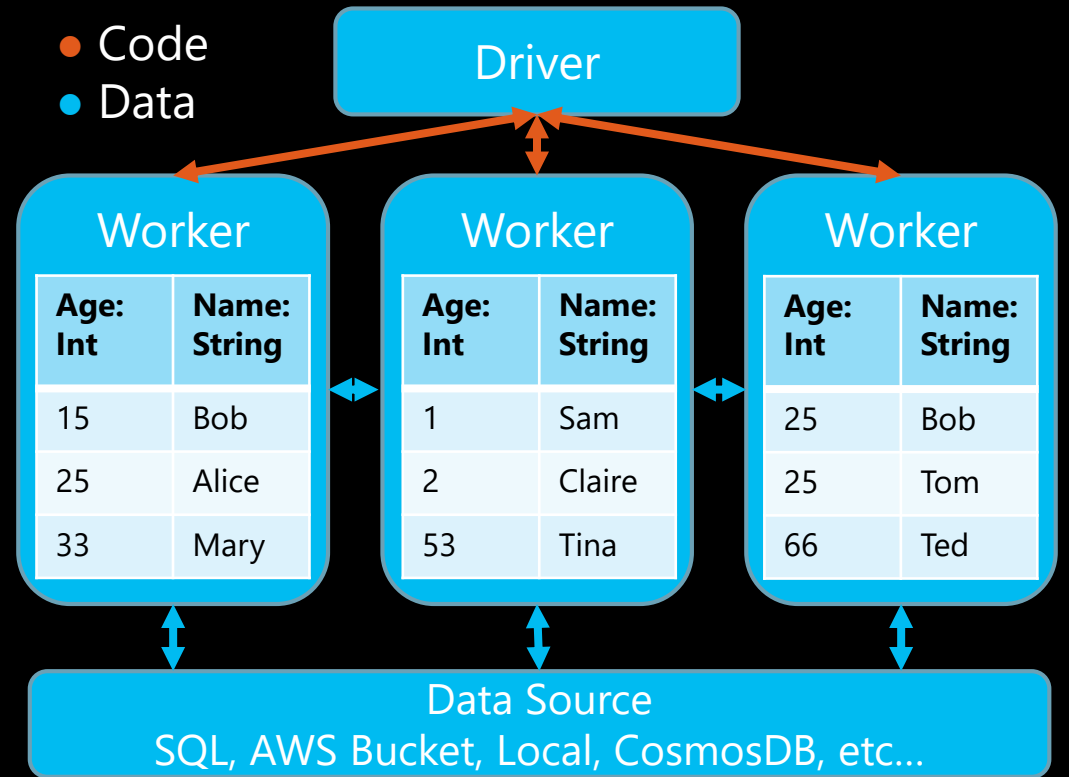 ● Code
● Data
Driver
Worker
Age: Int
Name: String
15 Bob
25 Alice
33 Mary
Worker
Age: Int
Name: String
1 Sam
2 Claire
53 Tina
Worker
Age: Int
Name: String
25 Bob
25 Tom
66 Ted
Data Source
SQL, AWS Bucket, Local, CosmosDB, etc...